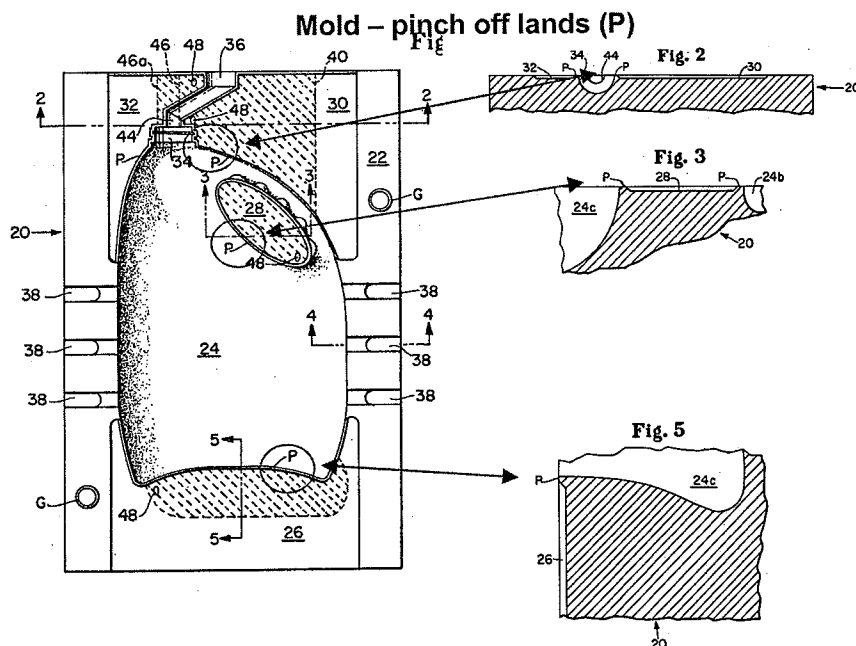 Mold – pinch off lands (P)
Fig
46 48 36
46a 40
32 30
2 2
44 48
P 34 P 22
3 3
28 G
20
P
48
38 38
24 4 4
38 38
38 38
5
P
G 48
5 26
Fig. 2
34 44
32 P P 30
20
Fig. 3
P 28 P 24b
24c
20
Fig. 5
P 24c
26
20